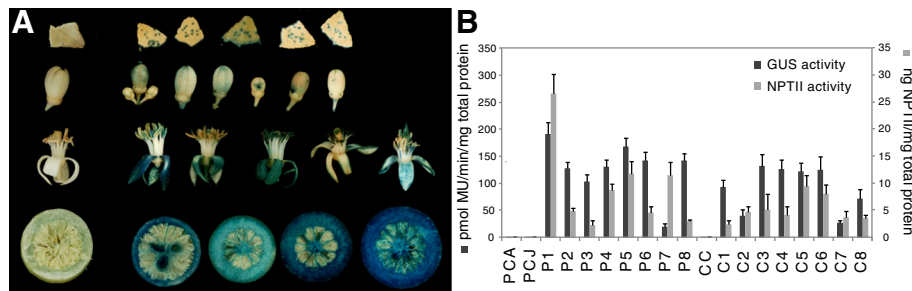 A
B
350
300
250
200
150
100
50
0
pmol MU/min/mg total protein
GUS activity
NPTII activity
35
30
25
20
15
10
5
0
ng NPTII/mg total protein
PCA PCJ P1 P2 P3 P4 P5 P6 P7 P8 CC C1 C2 C3 C4 C5 C6 C7 C8